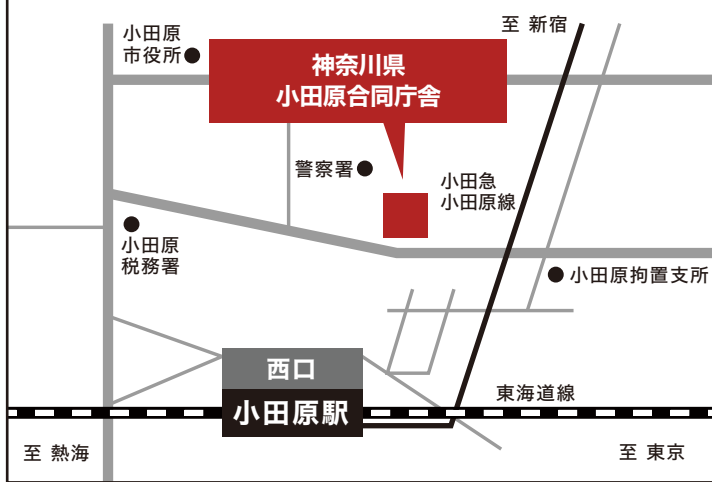 至 新宿
小田原
市役所
神奈川県
小田原合同庁舎
警察署
小田急
小田原線
小田原
税務署
小田原拘置支所
西口
小田原駅
東海道線
至 熱海
至 東京